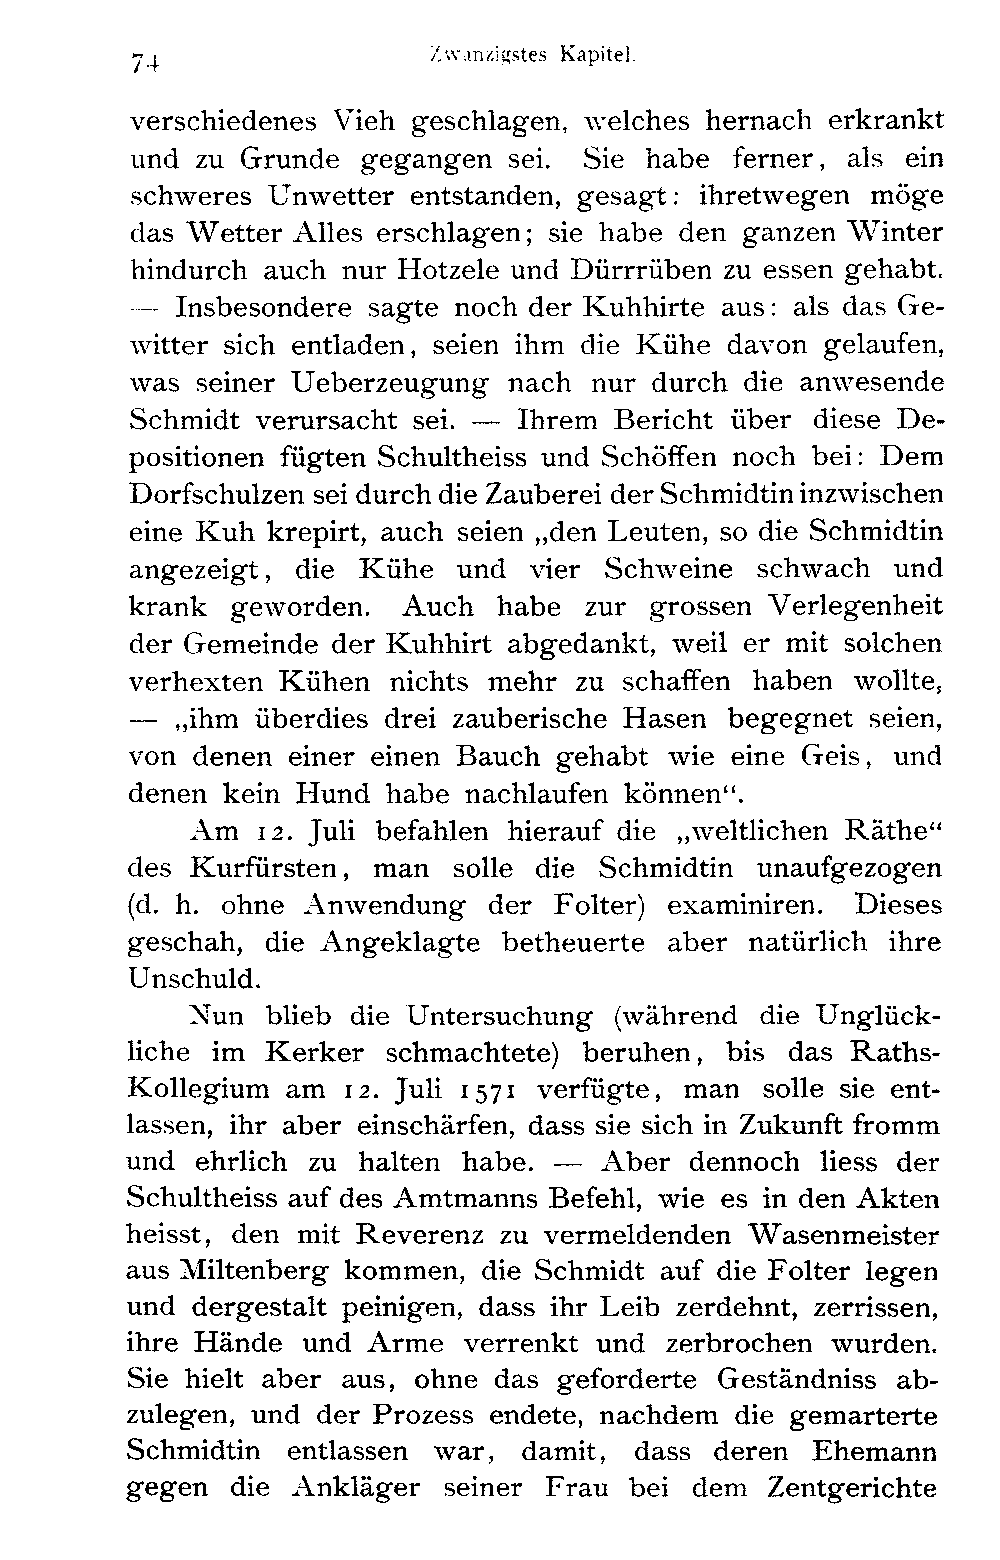 74 Zwanzigstes Kapitel.
verschiedenes Vieh geschlagen, welches hernach erkrankt
und zu Grunde gegangen sei. Sie habe ferner, als ein
schweres Unwetter entstanden, gesagt: ihretwegen möge
das Wetter Alles erschlagen; sie habe den ganzen Winter
hindurch auch nur Hotzele und Dürrrüben zu essen gehabt.
— Insbesondere sagte noch der Kuhhirte aus: als das Ge-
witter sich entladen, seien ihm die Kühe davon gelaufen,
was seiner Ueberzeugung nach nur durch die anwesende
Schmidt verursacht sei. — Ihrem Bericht über diese De-
positionen fügten Schultheiss und Schöffen noch bei: Dem
Dorfschulzen sei durch die Zauberei der Schmidtin inzwischen
eine Kuh krepirt, auch seien „den Leuten, so die Schmidtin
angezeigt, die Kühe und vier Schweine schwach und
krank geworden. Auch habe zur grossen Verlegenheit
der Gemeinde der Kuhhirt abgedankt, weil er mit solchen
verhexten Kühen nichts mehr zu schaffen haben wollte,
— „ihm überdies drei zauberische Hasen begegnet seien,
von denen einer einen Bauch gehabt wie eine Geis, und
denen kein Hund habe nachlaufen können“.
Am 12. Juli befahlen hierauf die „weltlichen Räthe“
des Kurfürsten, man solle die Schmidtin unaufgezogen
(d. h. ohne Anwendung der Folter) examiniren. Dieses
geschah, die Angeklagte betheuerte aber natürlich ihre
Unschuld.
Nun blieb die Untersuchung (während die Unglück-
liche im Kerker schmachtete) beruhen, bis das Raths-
Kollegium am 12. Juli 1571 verfügte, man solle sie ent-
lassen, ihr aber einschärfen, dass sie sich in Zukunft fromm
und ehrlich zu halten habe. — Aber dennoch liess der
Schultheiss auf des Amtmanns Befehl, wie es in den Akten
heisst, den mit Reverenz zu vermeldenden Wasenmeister
aus Miltenberg kommen, die Schmidt auf die Folter legen
und dergestalt peinigen, dass ihr Leib zerdehnt, zerrissen,
ihre Hände und Arme verrenkt und zerbrochen wurden.
Sie hielt aber aus, ohne das geforderte Geständniss ab-
zulegen, und der Prozess endete, nachdem die gemarterte
Schmidtin entlassen war, damit, dass deren Ehemann
gegen die Ankläger seiner Frau bei dem Zentgerichte